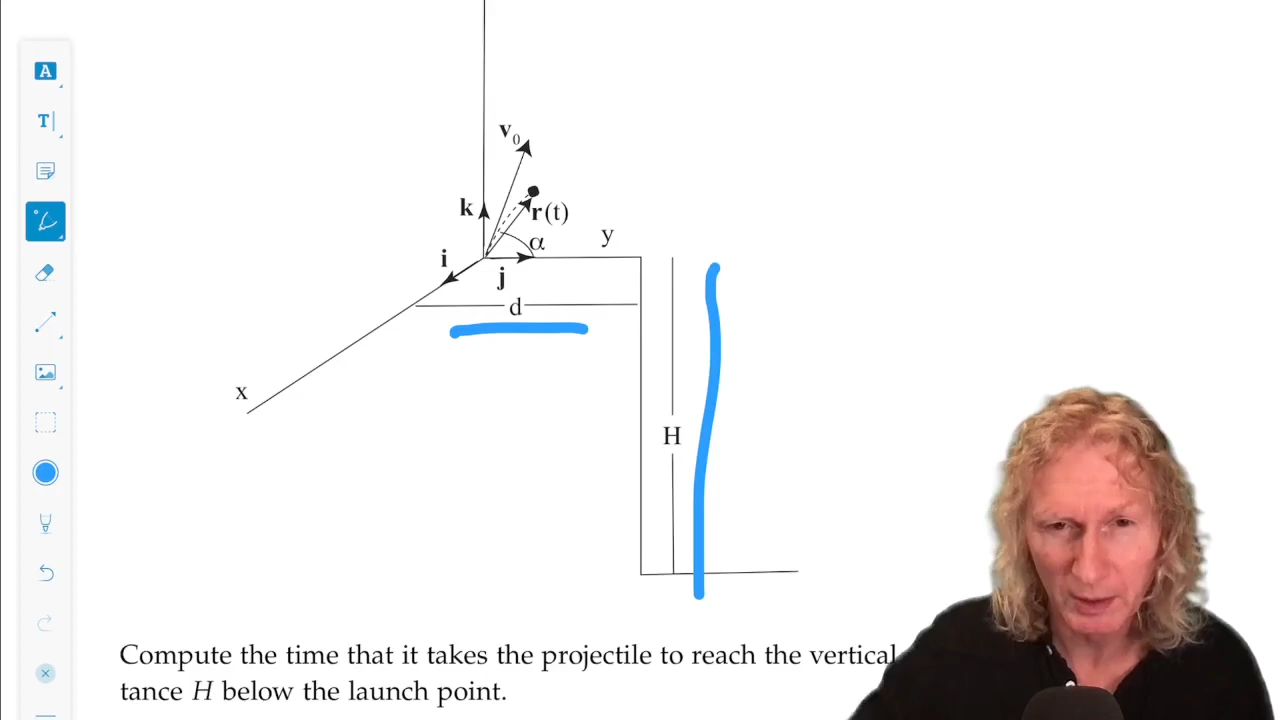 A
T
v0
k
r(t)
α
y
i
j
d
x
H
Compute the time that it takes the projectile to reach the vertical
tance H below the launch point.